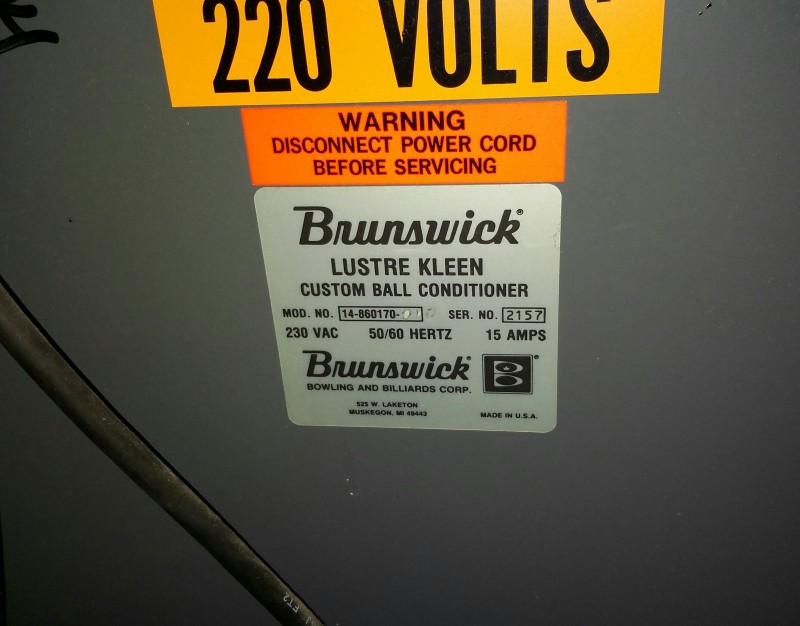 220 VOLTS
WARNING
DISCONNECT POWER CORD
BEFORE SERVICING
Brunswick®
LUSTRE KLEEN
CUSTOM BALL CONDITIONER
MOD. NO. 14-860170- SER. NO. 2157
230 VAC 50/60 HERTZ 15 AMPS
Brunswick® B®
BOWLING AND BILLIARDS CORP.
525 W. LAKETON
MUSKEGON, MI 49443
MADE IN U.S.A.